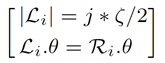 |ℒᵢ| = j * ζ/2
ℒᵢ.θ = ℛᵢ.θ